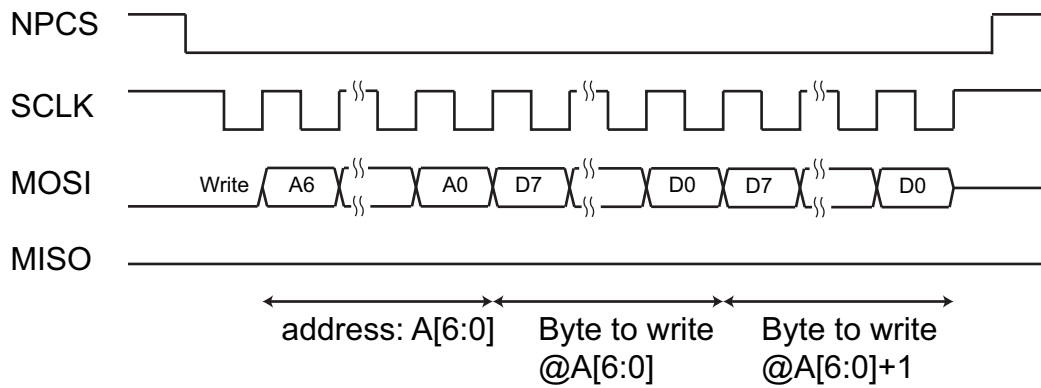 NPCS
SCLK
MOSI
Write A6 A0 D7 D0 D7 D0
MISO
address: A[6:0]
Byte to write
@A[6:0]
Byte to write
@A[6:0]+1